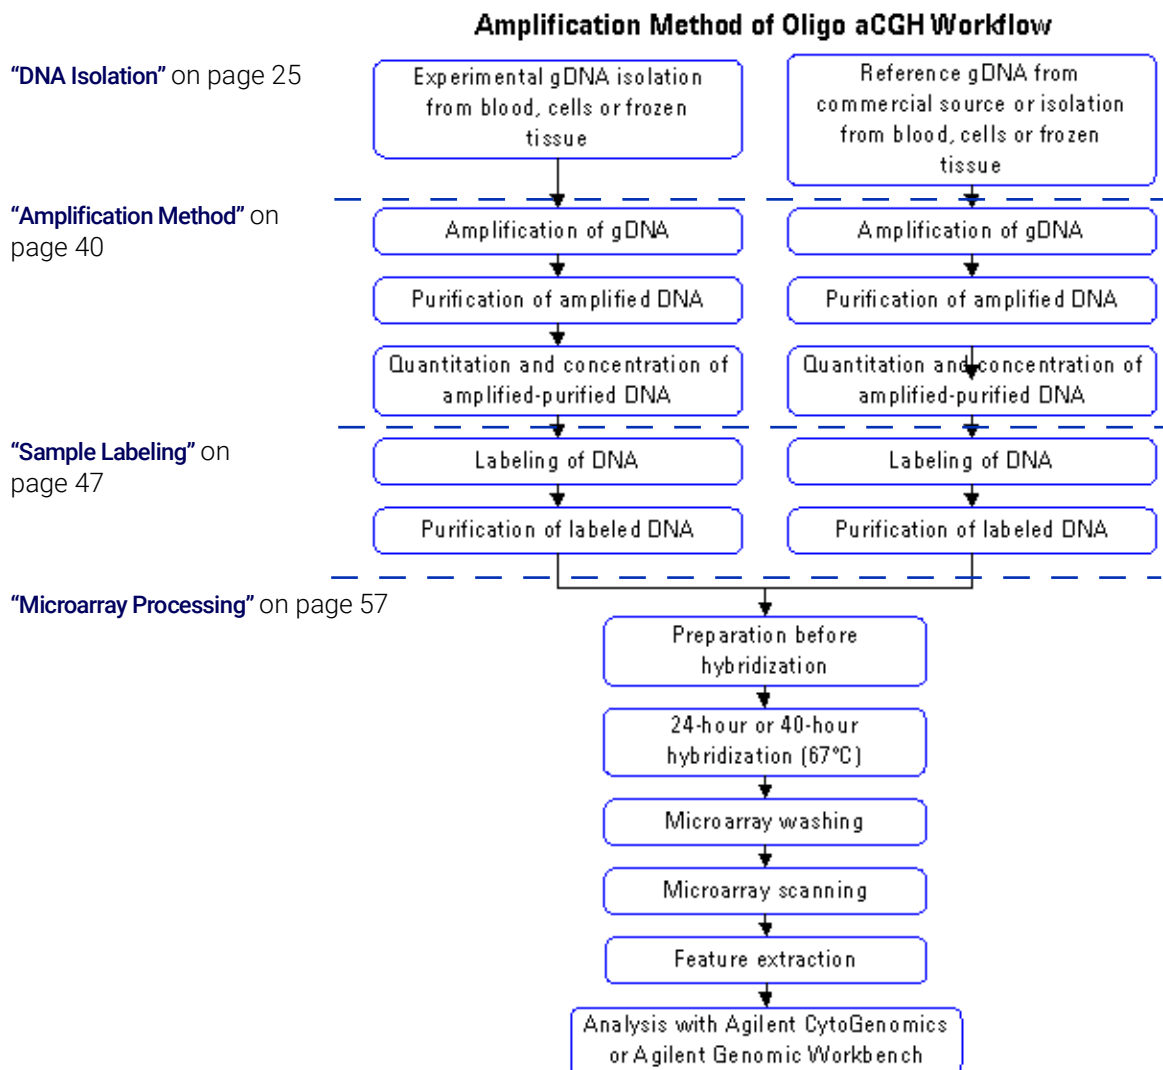 Amplification Method of Oligo aCGH Workflow
“DNA Isolation” on page 25
Experimental gDNA isolation
from blood, cells or frozen
tissue
Reference gDNA from
commercial source or isolation
from blood, cells or frozen
tissue
“Amplification Method” on
page 40
Amplification of gDNA
Amplification of gDNA
Purification of amplified DNA
Purification of amplified DNA
Quantitation and concentration of
amplified-purified DNA
Quantitation and concentration of
amplified-purified DNA
“Sample Labeling” on
page 47
Labeling of DNA
Labeling of DNA
Purification of labeled DNA
Purification of labeled DNA
“Microarray Processing” on page 57
Preparation before
hybridization
24-hour or 40-hour
hybridization (67°C)
Microarray washing
Microarray scanning
Feature extraction
Analysis with Agilent CytoGenomics
or Agilent Genomic Workbench